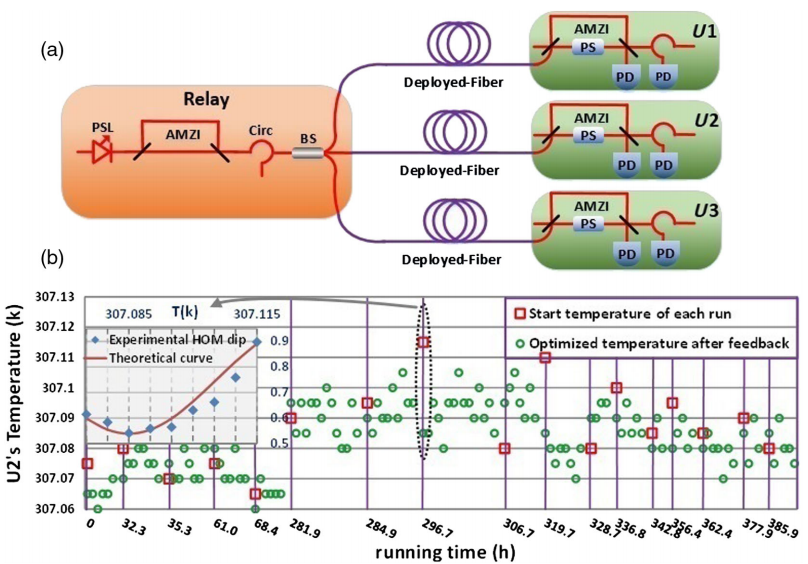 (a)
Relay
PSL
AMZI
Circ
BS
Deployed-Fiber
AMZI
PS
PD
PD
U1
Deployed-Fiber
AMZI
PS
PD
PD
U2
Deployed-Fiber
AMZI
PS
PD
PD
U3
(b)
U2's Temperature (k)
307.13
307.12
307.11
307.1
307.09
307.08
307.07
307.06
307.085 T(k) 307.115
Experimental HOM dip
Theoretical curve
0.9
0.8
0.7
0.6
0.5
Start temperature of each run
Optimized temperature after feedback
0 32.3 35.3 61.0 68.4 281.9 284.9 296.7 306.7 319.7 328.7 336.8 342.8 356.4 362.4 377.9 385.9
running time (h)